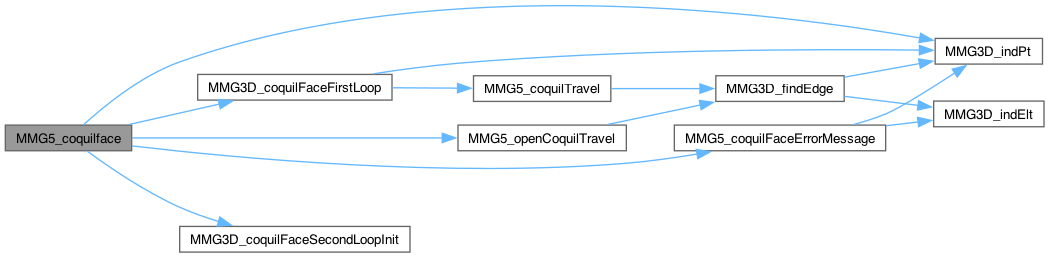 MMG5_coquilface
MMG3D_coquilFaceFirstLoop
MMG5_coquilTravel
MMG3D_findEdge
MMG3D_indPt
MMG3D_indElt
MMG5_openCoquilTravel
MMG5_coquilFaceErrorMessage
MMG3D_coquilFaceSecondLoopInit